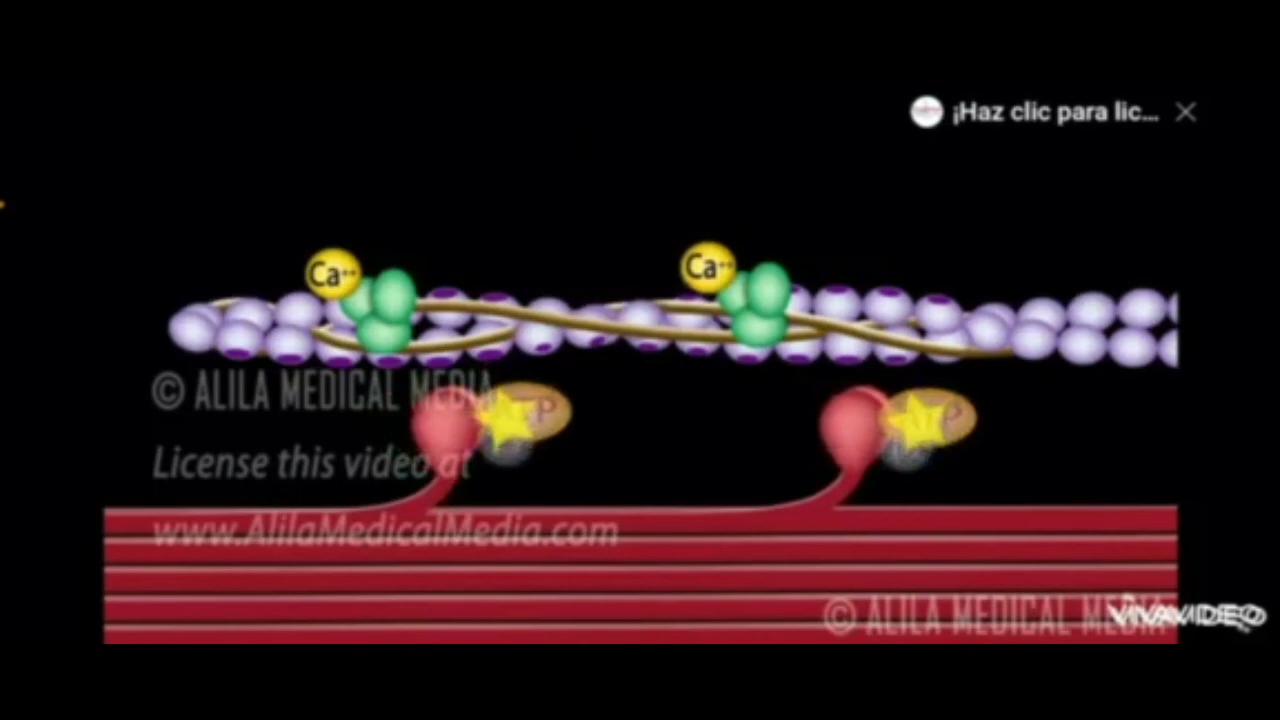 ¡Haz clic para lic...
Ca++
Ca++
© ALILA MEDICAL MEDIA
P
P
License this video at
www.AlilaMedicalMedia.com
© ALILA MEDICAL MEDIA
VIVAVIDEO